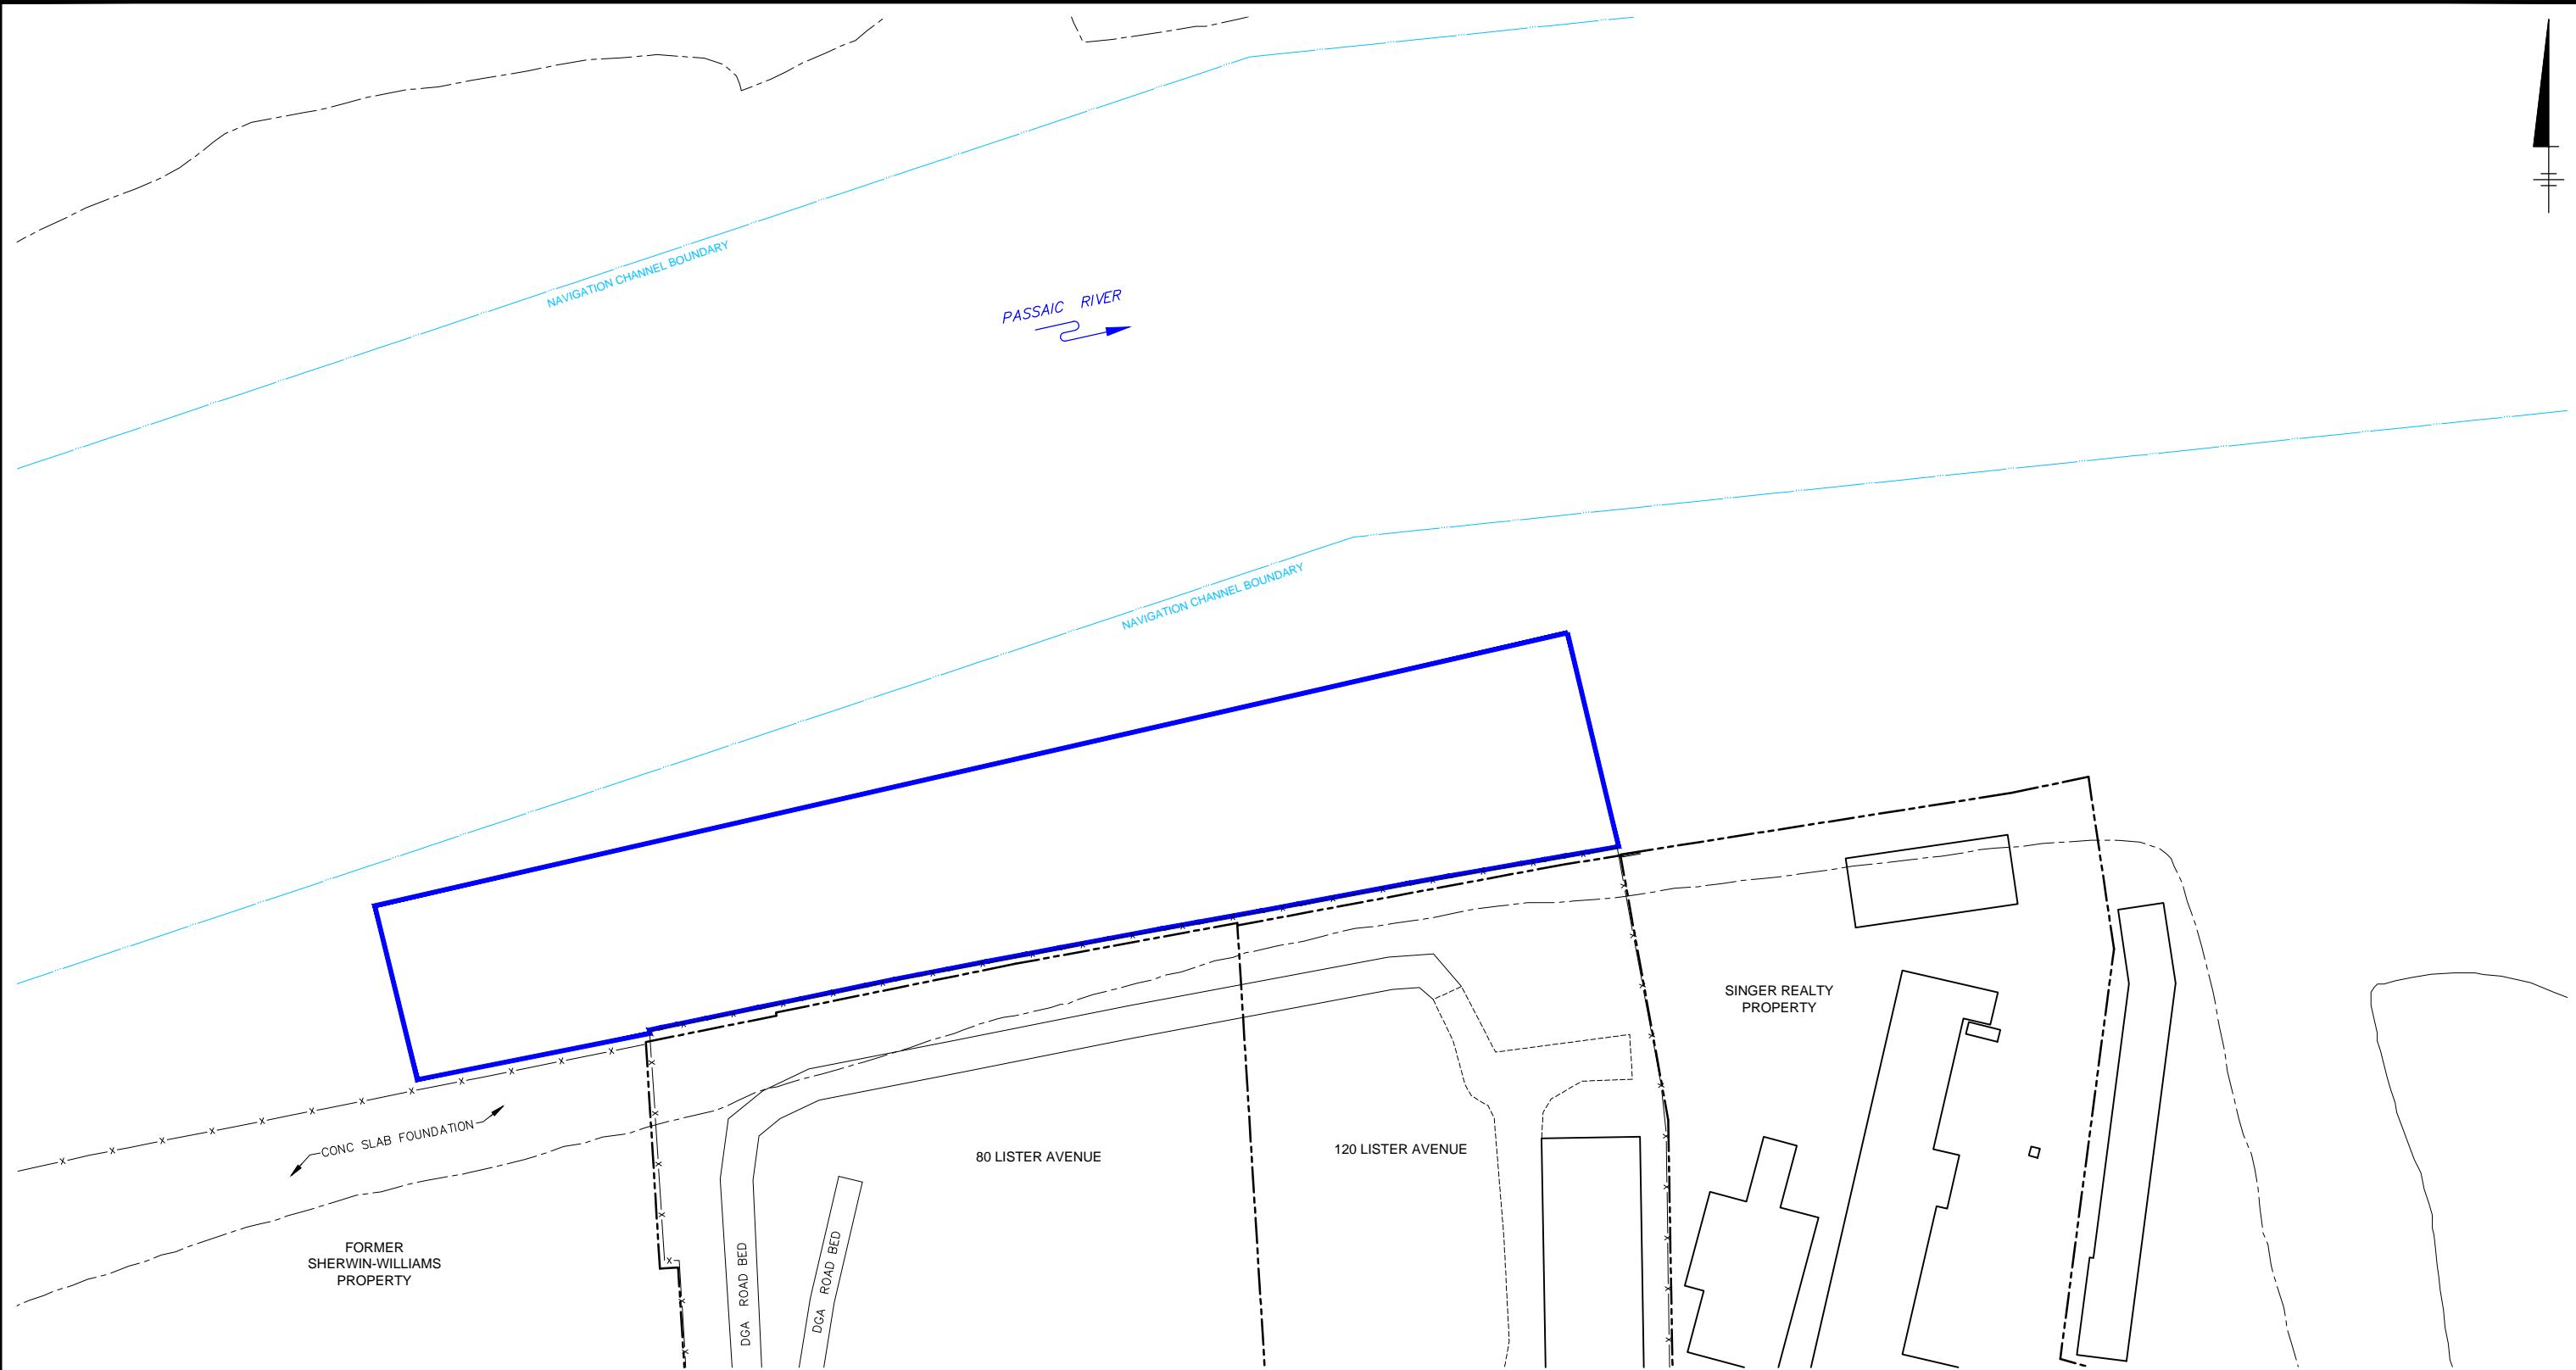 NAVIGATION CHANNEL BOUNDARY
PASSAIC RIVER
NAVIGATION CHANNEL BOUNDARY
SINGER REALTY
PROPERTY
CONC SLAB FOUNDATION
80 LISTER AVENUE
120 LISTER AVENUE
FORMER
SHERWIN-WILLIAMS
PROPERTY
DGA ROAD BED
DGA ROAD BED